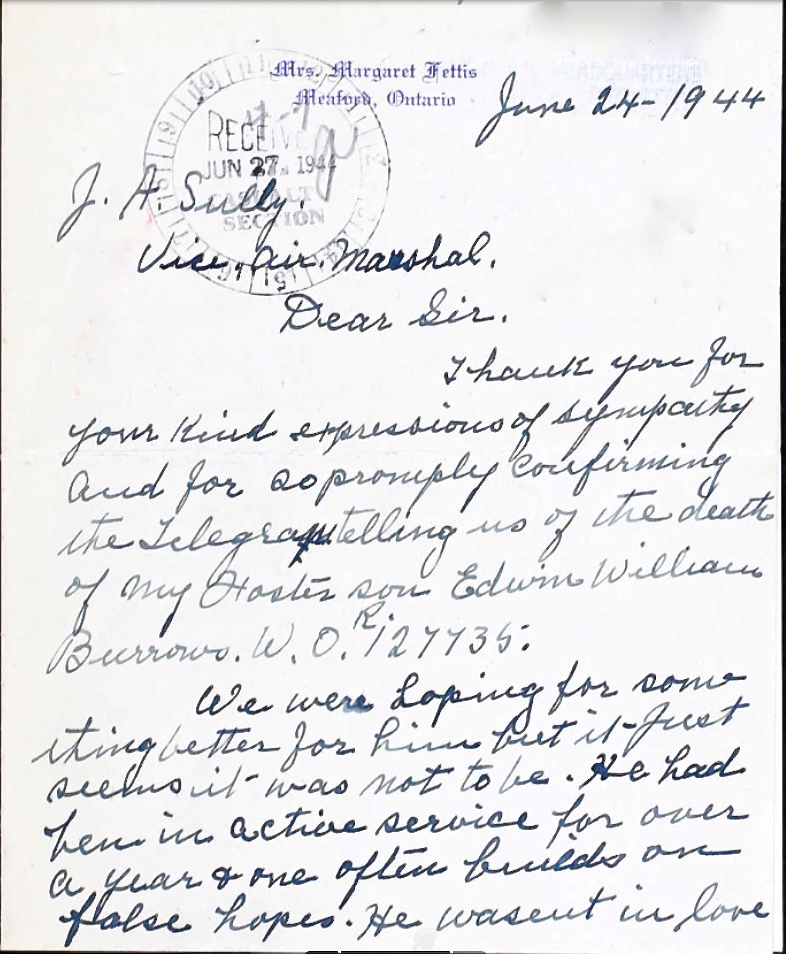 Mrs. Margaret Fettis
Meaford, Ontario
June 24-1944
RECEIVED
JUN 27 1944
CASUALTY
SECTION
J. A. Sully.
Vice, Air. Marshal.
Dear Sir.
Thank you for
your kind expressions of sympathy
and for so promply confirming
the Telegram telling us of the death
of my Foster son Edwin William
Burrows. W. O. R. 127735.
We were hoping for some
thing better for him but it just
seems it was not to be. He had
ben in active service for over
a year & one often builds on
false hopes. He wasent in love